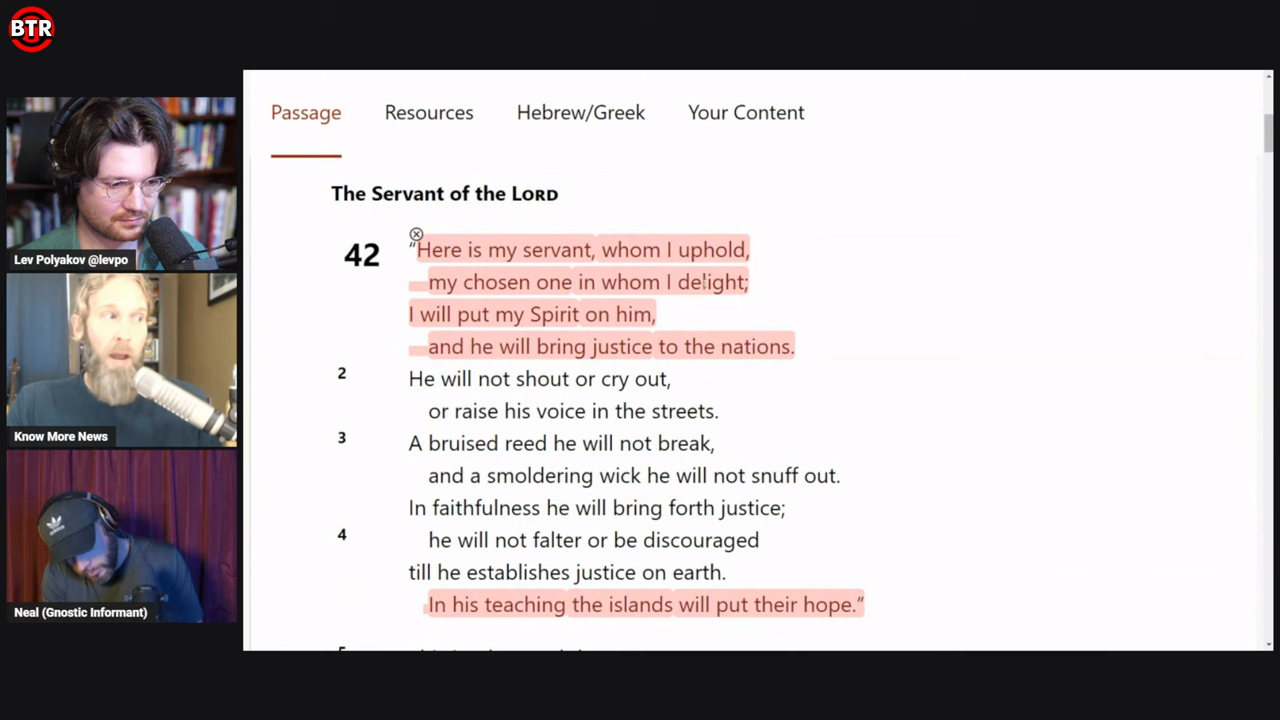 BTR
Lev Polyakov @levpo
Know More News
Neal (Gnostic Informant)
Passage Resources Hebrew/Greek Your Content
The Servant of the LORD
42 “Here is my servant, whom I uphold,
my chosen one in whom I delight;
I will put my Spirit on him,
and he will bring justice to the nations.
2 He will not shout or cry out,
or raise his voice in the streets.
3 A bruised reed he will not break,
and a smoldering wick he will not snuff out.
In faithfulness he will bring forth justice;
4 he will not falter or be discouraged
till he establishes justice on earth.
In his teaching the islands will put their hope.”